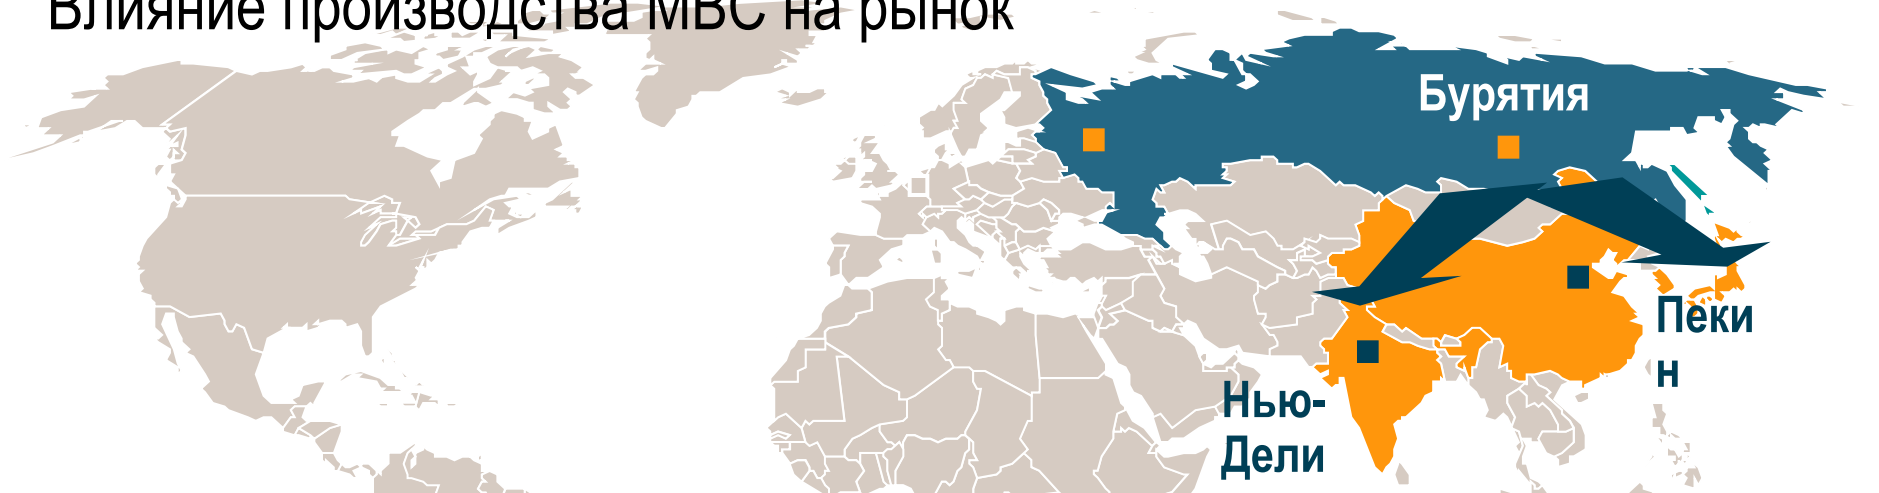 Влияние производства МВС на рынок
Бурятия
Пеки
н
Нью-
Дели